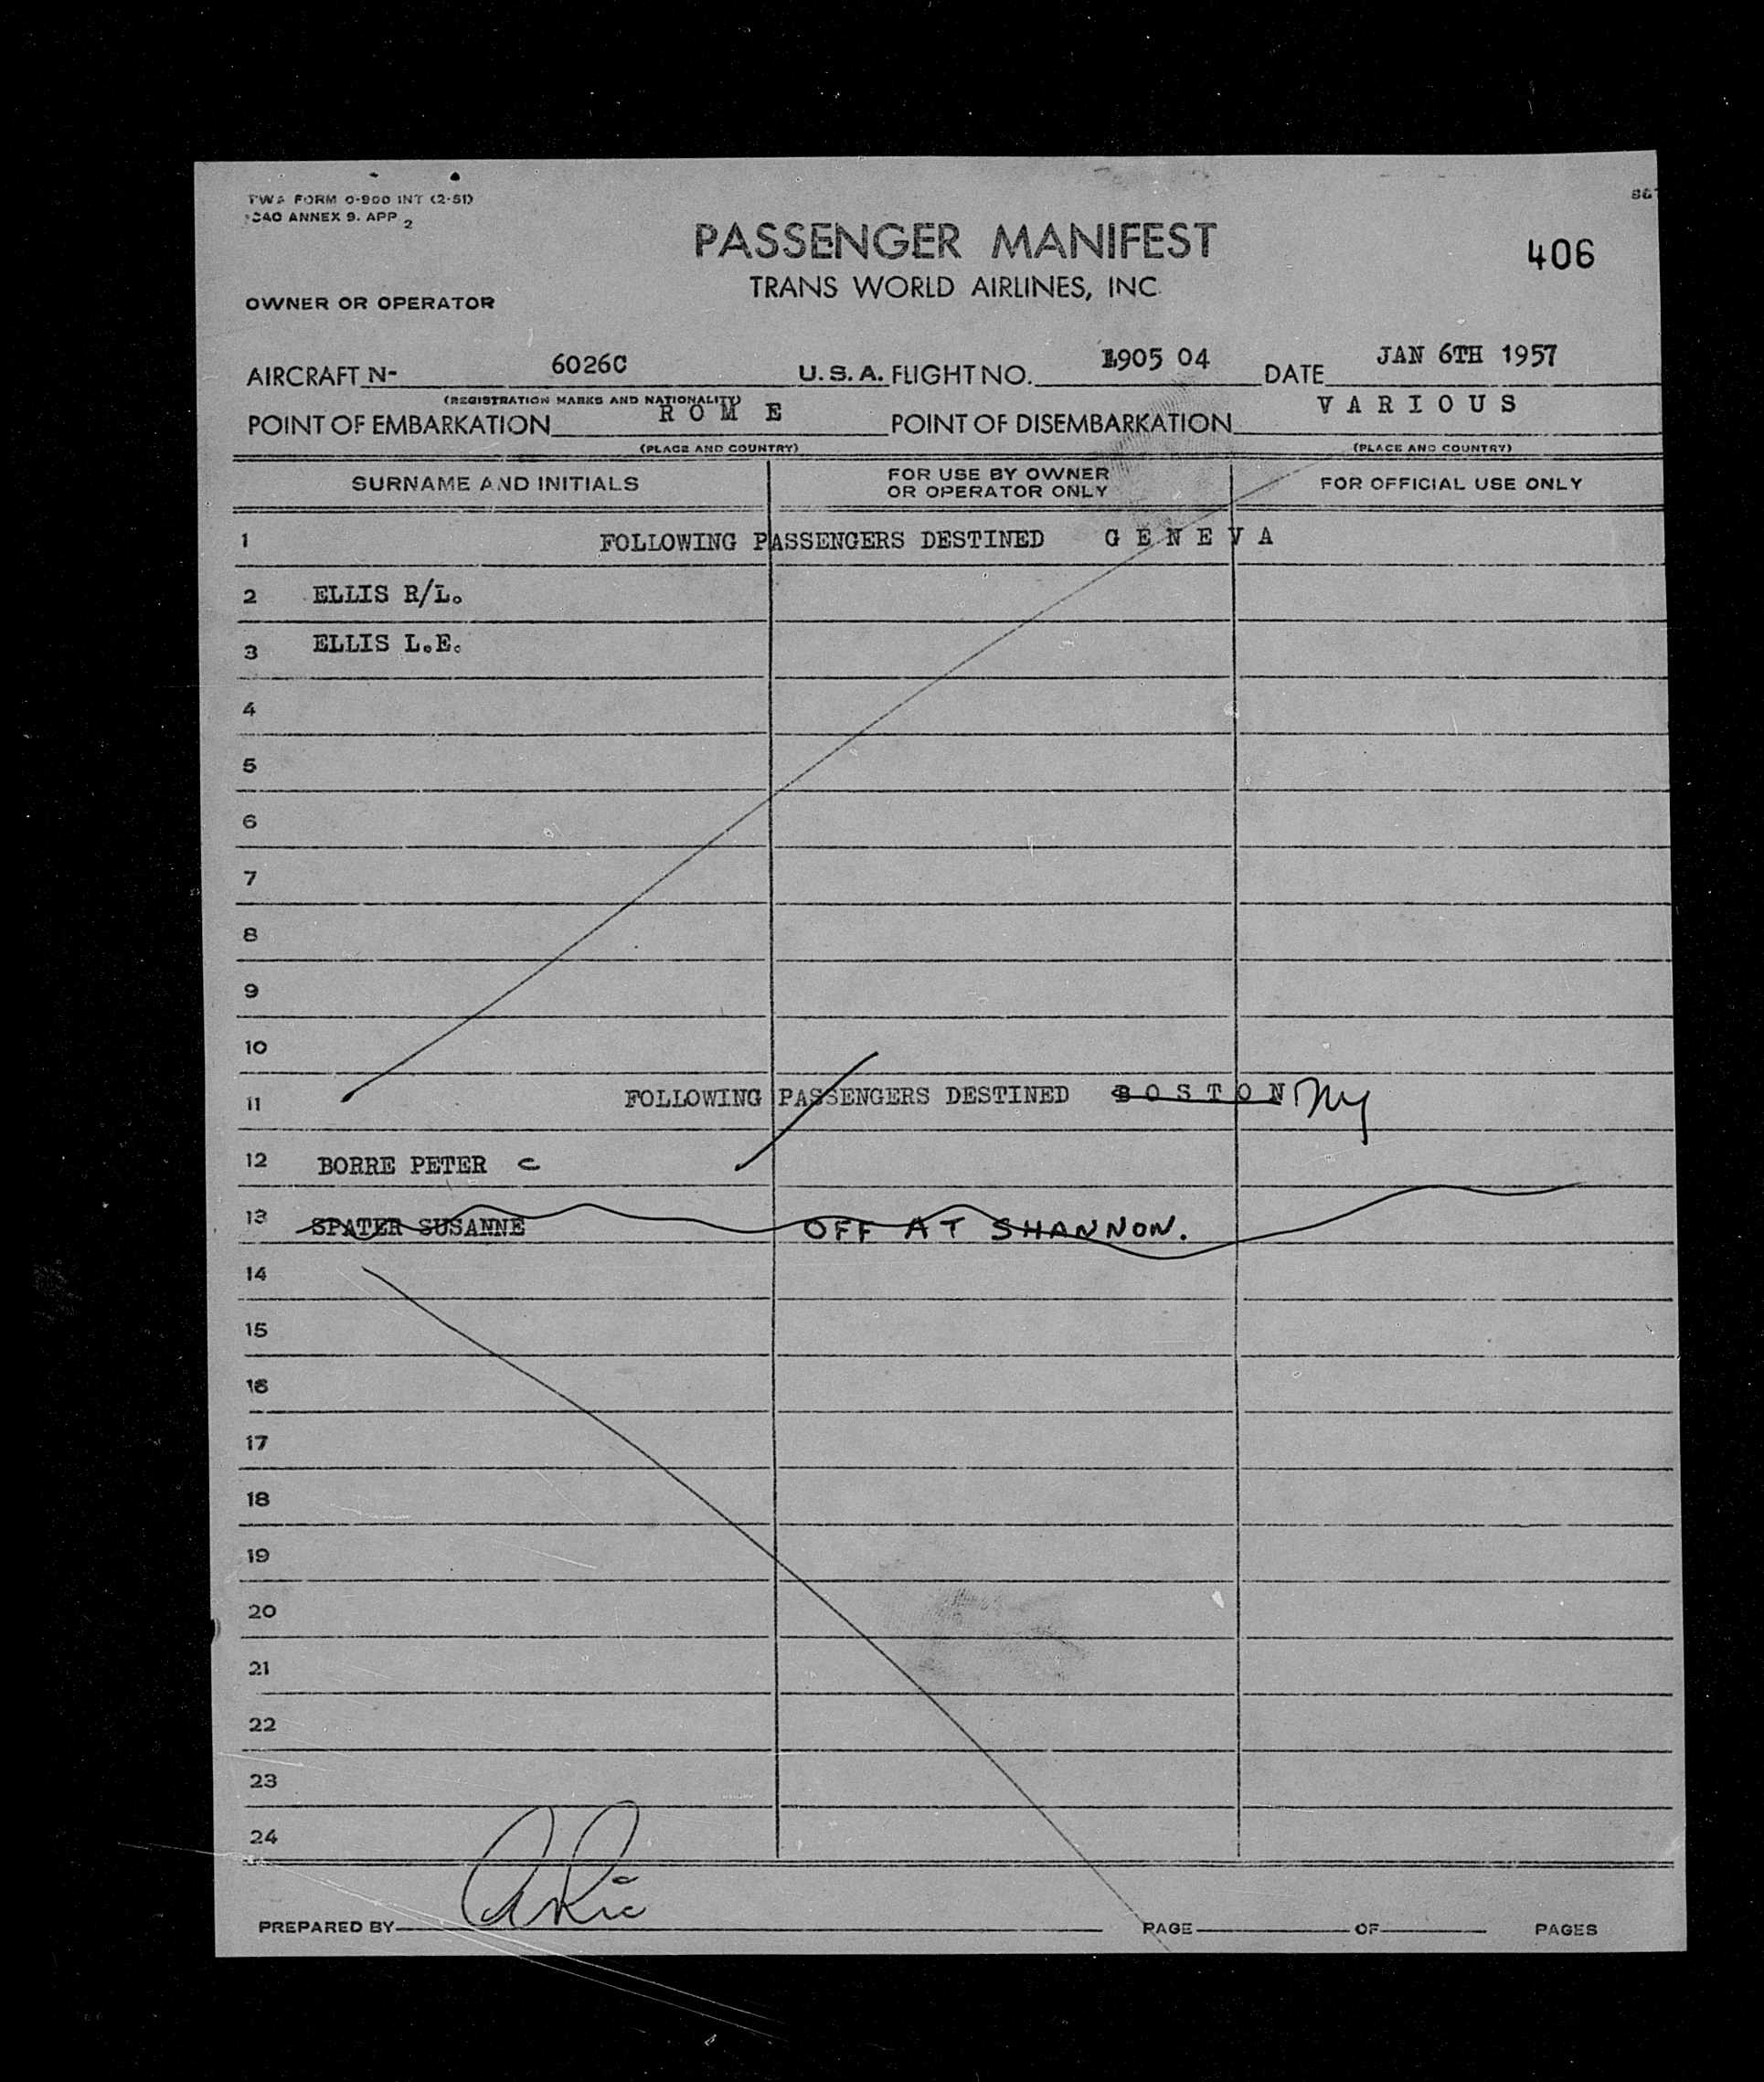 TWA FORM 0-900 INT (2-51)
ICAO ANNEX 9. APP 2
PASSENGER MANIFEST
406
TRANS WORLD AIRLINES, INC
OWNER OR OPERATOR
AIRCRAFT N- 6026C U.S.A. FLIGHT NO. 1905 04 DATE JAN 6TH 1957
(REGISTRATION MARKS AND NATIONALITY)
POINT OF EMBARKATION R O M E POINT OF DISEMBARKATION V A R I O U S
(PLACE AND COUNTRY) (PLACE AND COUNTRY)
SURNAME AND INITIALS FOR USE BY OWNER OR OPERATOR ONLY FOR OFFICIAL USE ONLY
1 FOLLOWING PASSENGERS DESTINED G E N E V A
2 ELLIS R/L.
3 ELLIS L.E.
4
5
6
7
8
9
10
11 FOLLOWING PASSENGERS DESTINED B O S T O N NY
12 BORRE PETER C
13 SPATER SUSANNE OFF AT SHANNON.
14
15
16
17
18
19
20
21
22
23
24
PREPARED BY PAGE OF PAGES